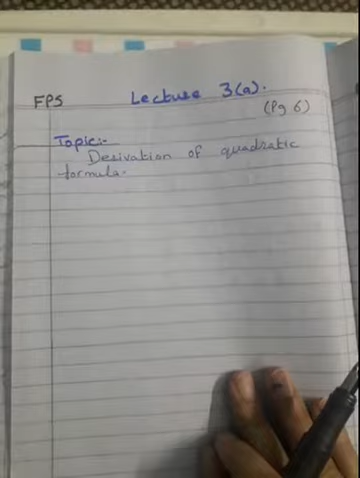 FPS Lecture 3(a).
(Pg 6)
Topic:-
Derivation of quadratic
formula.